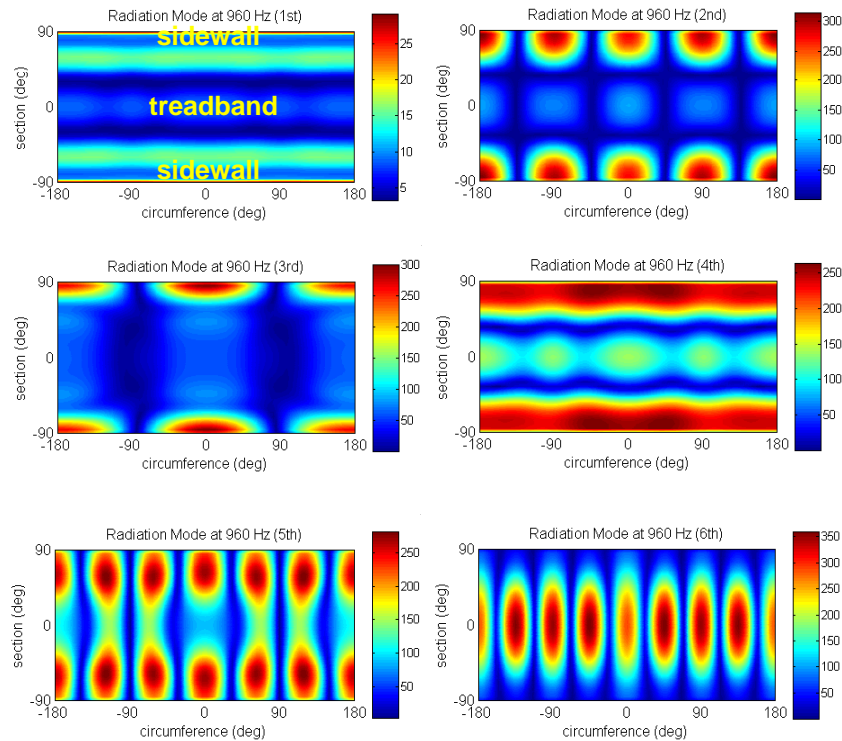 Radiation Mode at 960 Hz (1st)
90
0
-90
section (deg)
sidewall
treadband
sidewall
-180 -90 0 90 180
circumference (deg)
25
20
15
10
5
Radiation Mode at 960 Hz (2nd)
90
0
-90
section (deg)
-180 -90 0 90 180
circumference (deg)
300
250
200
150
100
50
Radiation Mode at 960 Hz (3rd)
90
0
-90
section (deg)
-180 -90 0 90 180
circumference (deg)
300
250
200
150
100
50
Radiation Mode at 960 Hz (4th)
90
0
-90
section (deg)
-180 -90 0 90 180
circumference (deg)
250
200
150
100
50
Radiation Mode at 960 Hz (5th)
90
0
-90
section (deg)
-180 -90 0 90 180
circumference (deg)
250
200
150
100
50
Radiation Mode at 960 Hz (6th)
90
0
-90
section (deg)
-180 -90 0 90 180
circumference (deg)
350
300
250
200
150
100
50